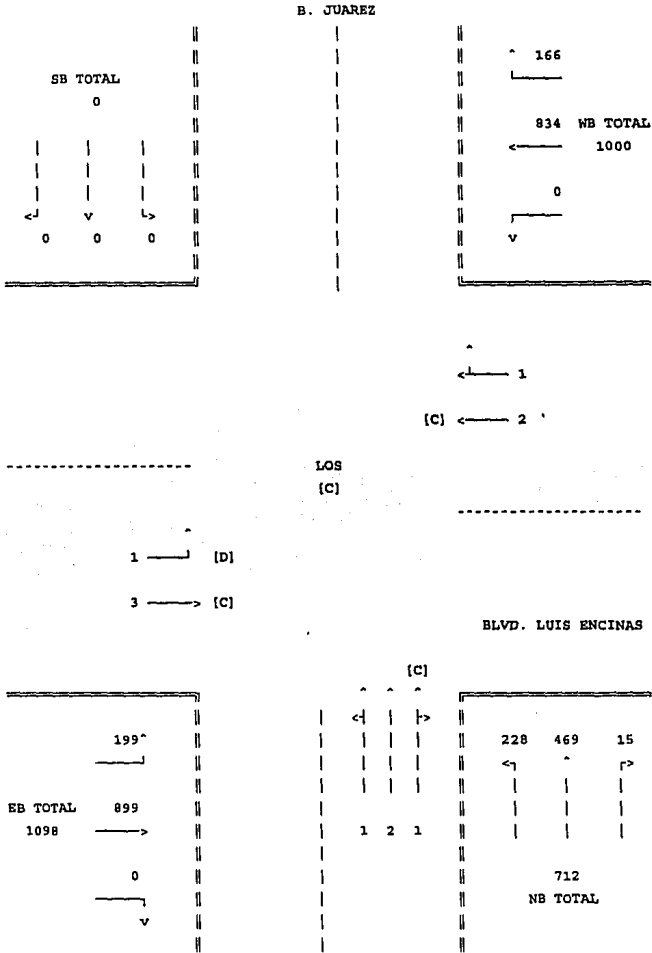 B. JUAREZ
166
SB TOTAL
0
834 WB TOTAL
1000
0
0 0 0
1
[C] 2
LOS
[C]
1 [D]
3 [C]
BLVD. LUIS ENCINAS
[C]
199
228 469 15
EB TOTAL 899
1098
1 2 1
0
712
NB TOTAL